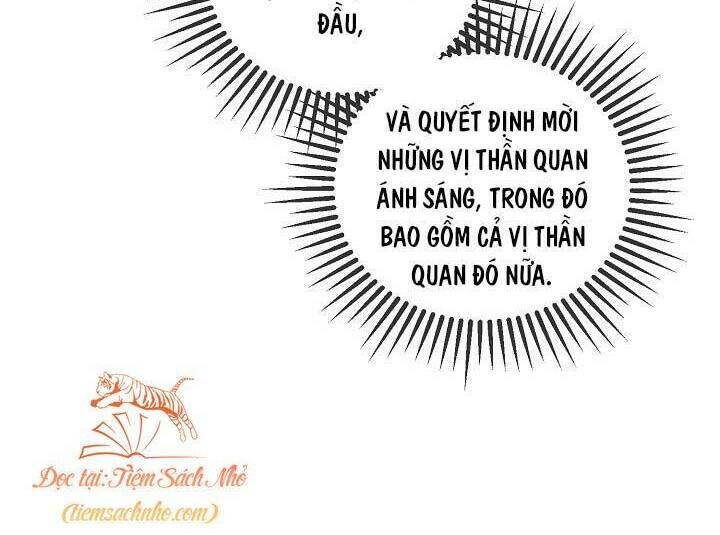 ĐẦU,
VÀ QUYẾT ĐỊNH MỜI
NHỮNG VỊ THẦN QUAN
ÁNH SÁNG, TRONG ĐÓ
BAO GỒM CẢ VỊ THẦN
QUAN ĐÓ NỮA.
Đọc tại: Tiệm Sách Nhỏ
(tiemsachnho.com)